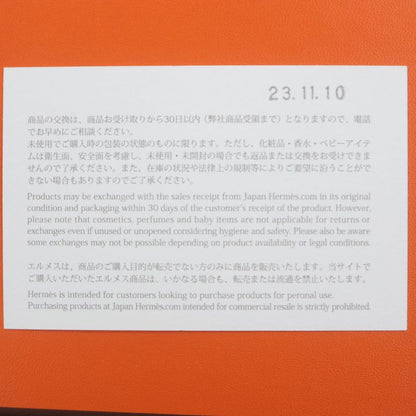 23.11.10
商品の交換は、商品お受け取りから30日以内(弊社商品受領まで)となりますので、電話
でお早めにご相談ください。
未使用でご購入時の包装の状態のものに限ります。ただし、化粧品・香水・ベビーアイテ
ムは衛生面、安全面を考慮し、未使用・未開封の場合でも返品または交換をお受けできま
せんので了承ください。また、在庫の状況や法律上の規制等によりご要望に沿うことがで
きない場合もありますのでご了承ください。
Products may be exchanged with the sales receipt from Japan Hermès.com in its original
condition and packaging within 30 days of the customer's receipt of the product. However,
please note that cosmetics, perfumes and baby items are not applicable for returns or
exchanges even if unused or unopened considering hygiene and safety. Please also be aware
some exchanges may not be possible depending on product availability or legal conditions.
エルメスは、商品のご購入目的が転売でない方のみに商品を販売いたします。当サイトで
ご購入いただいたエルメス商品は、いかなる場合も、転売または流通を禁止いたします。
Hermès is intended for customers looking to purchase products for peronal use.
Purchasing products at Japan Hermès.com intended for commercial resale is strictly prohibited.